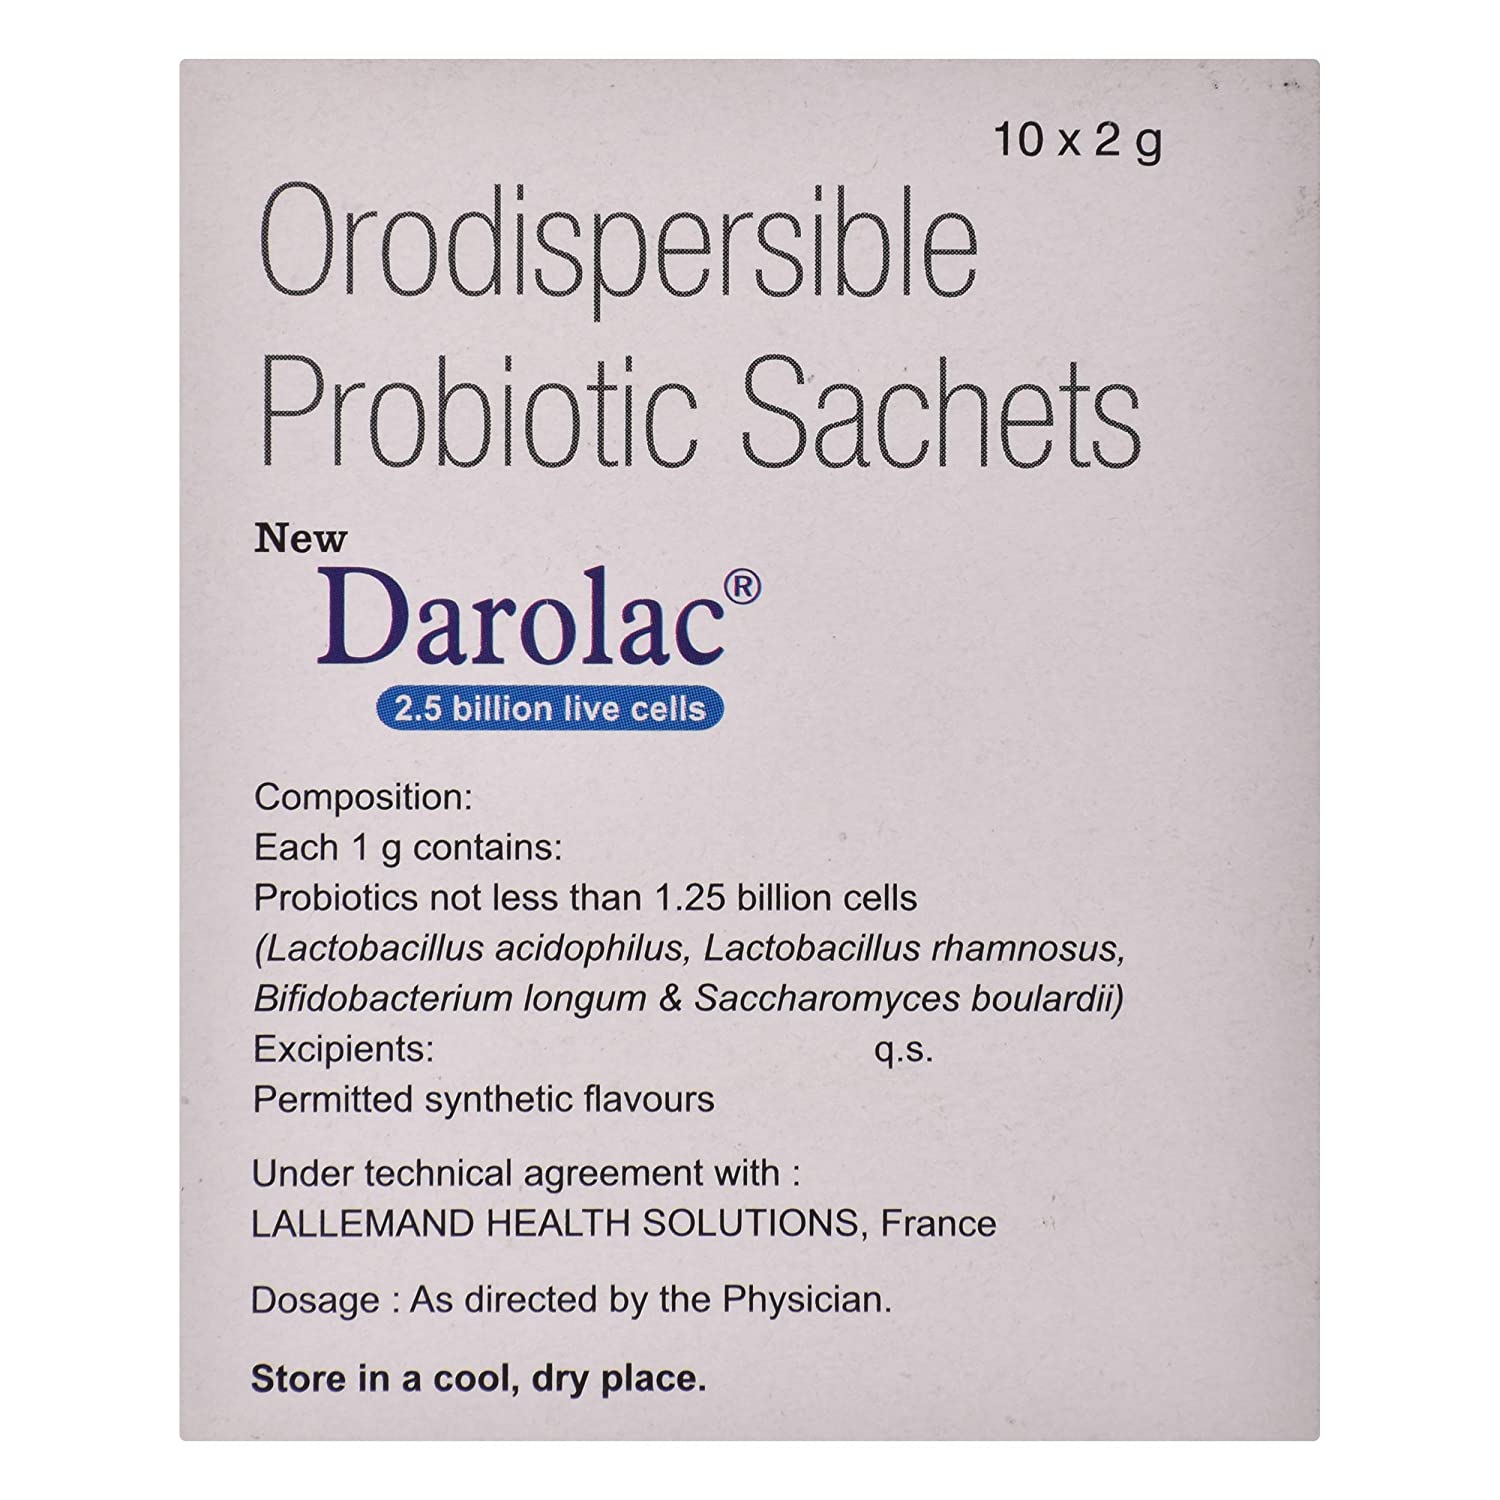 10 x 2 g
Orodispersible
Probiotic Sachets
New
Darolac®
2.5 billion live cells
Composition:
Each 1 g contains:
Probiotics not less than 1.25 billion cells
(Lactobacillus acidophilus, Lactobacillus rhamnosus,
Bifidobacterium longum & Saccharomyces boulardii)
Excipients: q.s.
Permitted synthetic flavours
Under technical agreement with :
LALLEMAND HEALTH SOLUTIONS, France
Dosage : As directed by the Physician.
Store in a cool, dry place.